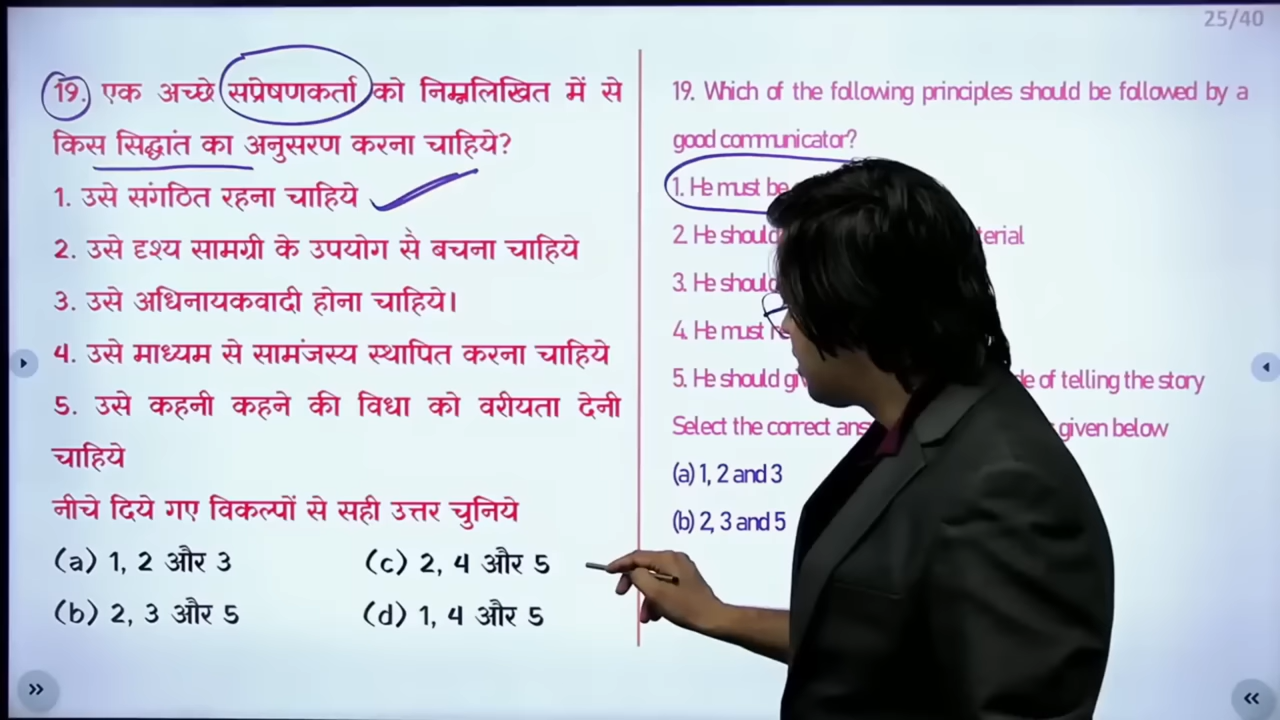 25/40
19. एक अच्छे सप्रेषणकर्ता को निम्नलिखित में से
किस सिद्धांत का अनुसरण करना चाहिये?
1. उसे संगठित रहना चाहिये
2. उसे दृश्य सामग्री के उपयोग से बचना चाहिये
3. उसे अधिनायकवादी होना चाहिये।
4. उसे माध्यम से सामंजस्य स्थापित करना चाहिये
5. उसे कहनी कहने की विधा को वरीयता देनी
चाहिये
नीचे दिये गए विकल्पों से सही उत्तर चुनिये
(a) 1, 2 और 3 (c) 2, 4 और 5
(b) 2, 3 और 5 (d) 1, 4 और 5
19. Which of the following principles should be followed by a
good communicator?
1. He must be
2. He should
3. He should
4. He must
5. He should of telling the story
Select the correct given below
(a) 1, 2 and 3
(b) 2, 3 and 5